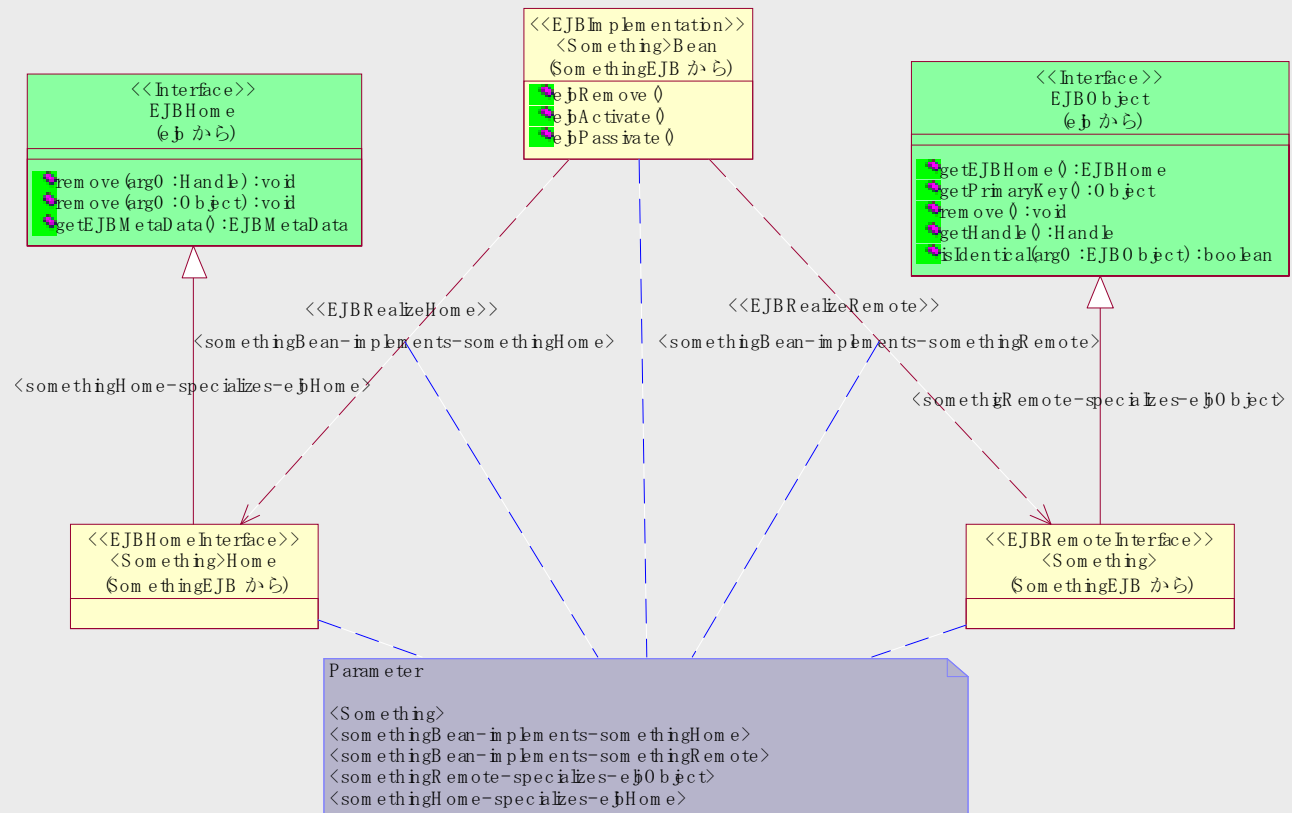 <<EJBImplementation>>
<Something>Bean
(SomethingEJB から)
ejbRemove()
ejbActivate()
ejbPassivate()
<<Interface>>
EJBHome
(ejb から)
remove(arg0 : Handle) : void
remove(arg0 : Object) : void
getEJBMetaData() : EJBMetaData
<<Interface>>
EJBObject
(ejb から)
getEJBHome() : EJBHome
getPrimaryKey() : Object
remove() : void
getHandle() : Handle
isIdentical(arg0 : EJBObject) : boolean
<<EJBRealizeHome>>
<somethingBean-implements-somethingHome>
<<EJBRealizeRemote>>
<somethingBean-implements-somethingRemote>
<somethingHome-specializes-ejbHome>
<somethigRemote-specializes-ejbObject>
<<EJBHomeInterface>>
<Something>Home
(SomethingEJB から)
<<EJBRemoteInterface>>
<Something>
(SomethingEJB から)
Parameter
<Something>
<somethingBean-implements-somethingHome>
<somethingBean-implements-somethingRemote>
<somethingRemote-specializes-ejbObject>
<somethingHome-specializes-ejbHome>